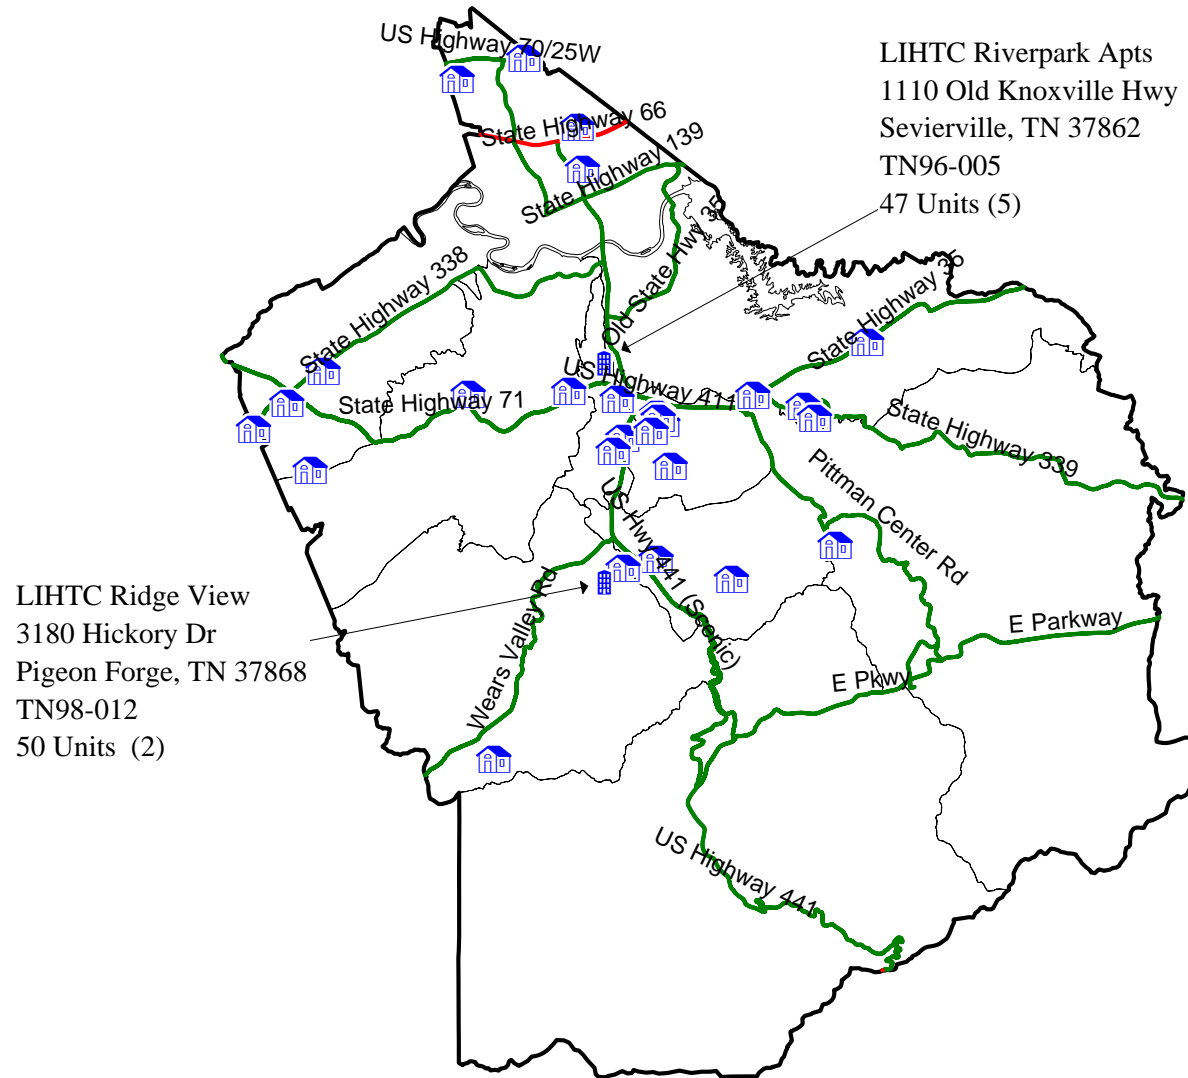 US Highway 70/25W
LIHTC Riverpark Apts
1110 Old Knoxville Hwy
Sevierville, TN 37862
TN96-005
47 Units (5)
State Highway 66
State Highway 139
Old State Hwy 35
State Highway 338
State Highway 35
US Highway 411
State Highway 71
State Highway 339
Pittman Center Rd
US Hwy 441 (Scenic)
Wears Valley Rd
LIHTC Ridge View
3180 Hickory Dr
Pigeon Forge, TN 37868
TN98-012
50 Units (2)
E Parkway
E Pkwy
US Highway 441